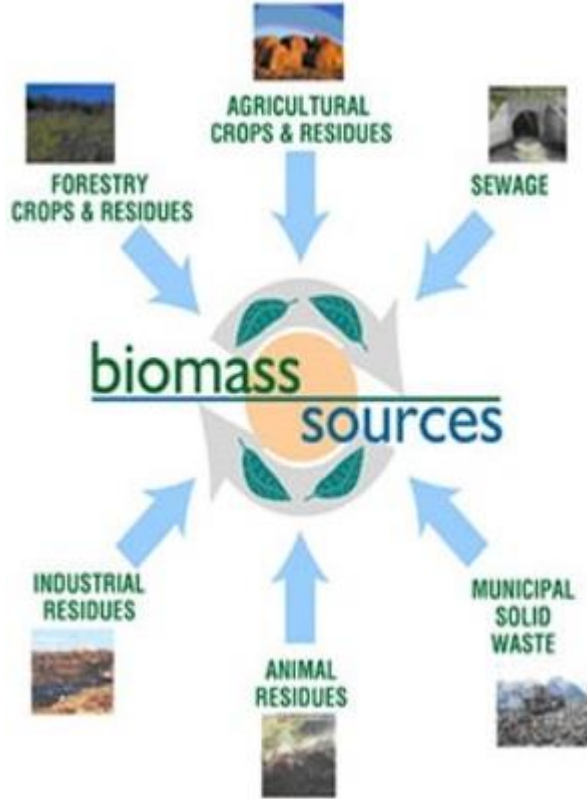 AGRICULTURAL
CROPS & RESIDUES
FORESTRY
CROPS & RESIDUES
SEWAGE
biomass
sources
INDUSTRIAL
RESIDUES
ANIMAL
RESIDUES
MUNICIPAL
SOLID
WASTE